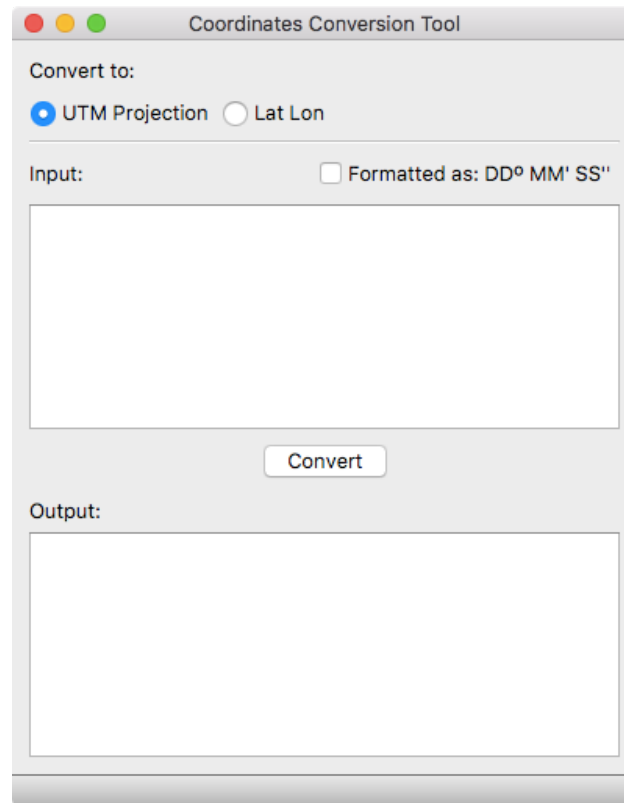 Coordinates Conversion Tool
Convert to:
UTM Projection Lat Lon
Input: Formatted as: DDº MM' SS''
Convert
Output: